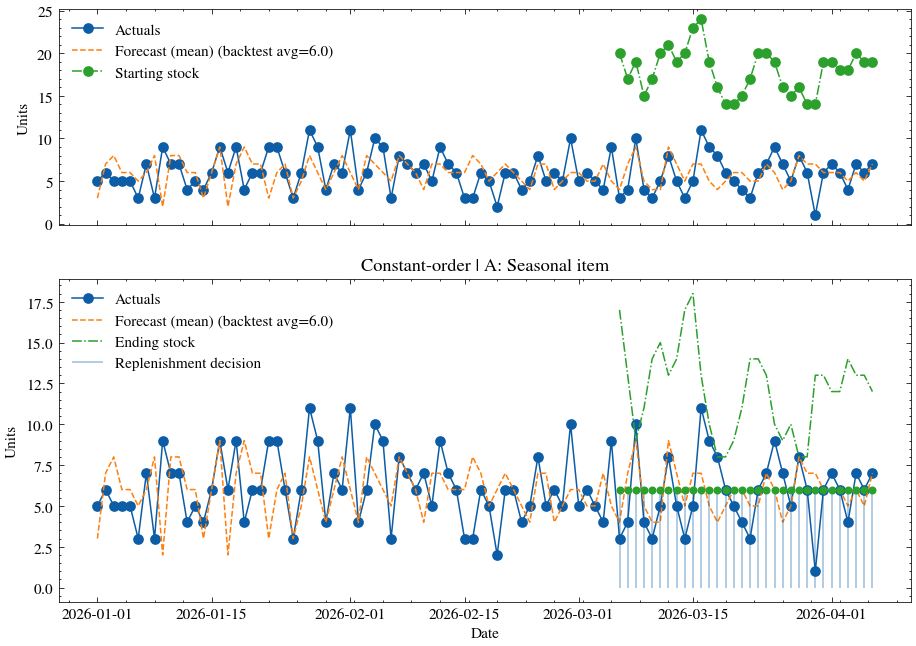 25
20
15
10
5
0
Units
Actuals
Forecast (mean) (backtest avg=6.0)
Starting stock
Constant-order | A: Seasonal item
17.5
15.0
12.5
10.0
7.5
5.0
2.5
0.0
Units
Actuals
Forecast (mean) (backtest avg=6.0)
Ending stock
Replenishment decision
2026-01-01 2026-01-15 2026-02-01 2026-02-15 2026-03-01 2026-03-15 2026-04-01
Date